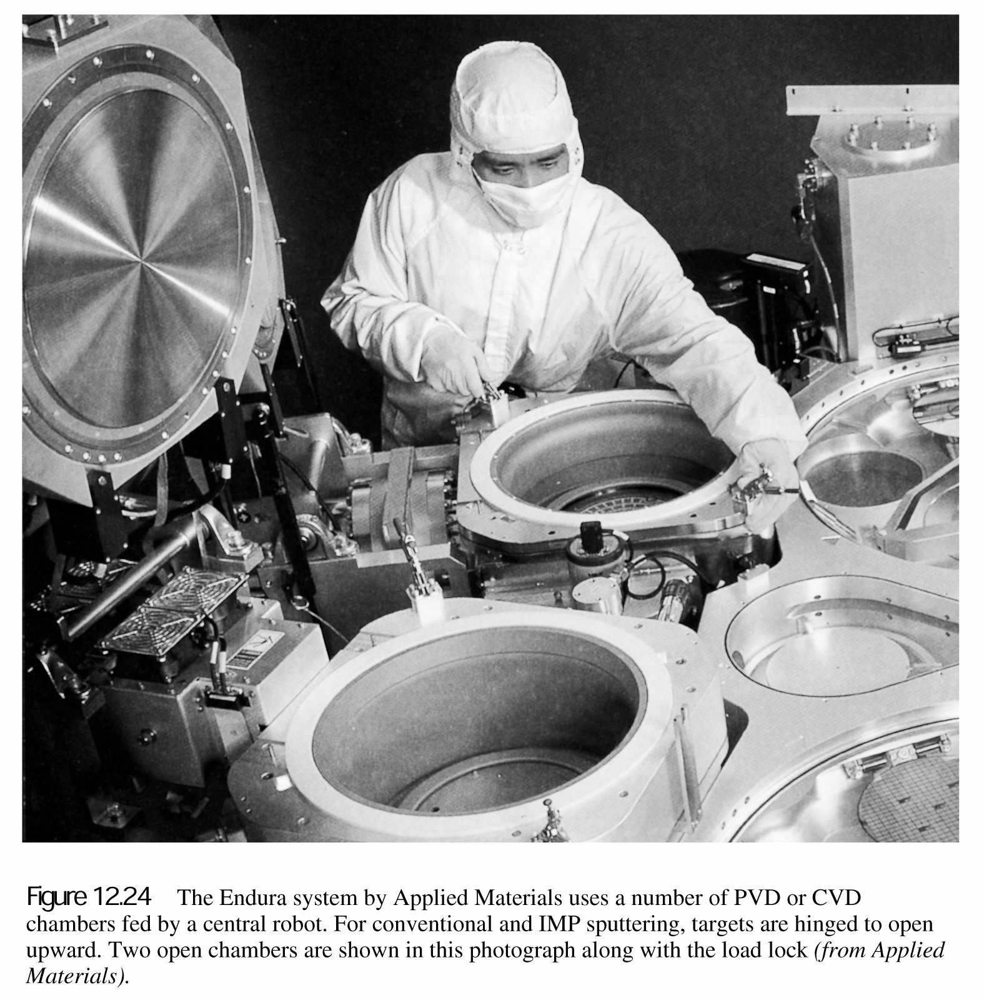 Figure 12.24 The Endura system by Applied Materials uses a number of PVD or CVD
chambers fed by a central robot. For conventional and IMP sputtering, targets are hinged to open
upward. Two open chambers are shown in this photograph along with the load lock (from Applied
Materials).